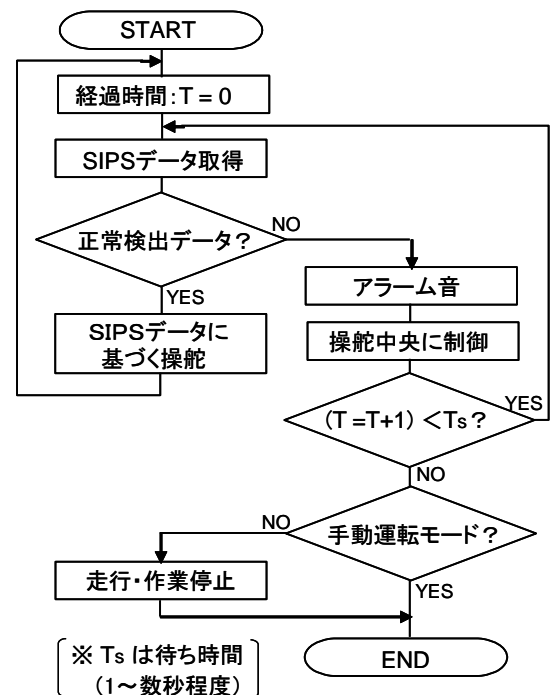 START
経過時間:T = 0
SIPSデータ取得
正常検出データ？
NO
YES
アラーム音
SIPSデータに
基づく操舵
操舵中央に制御
(T =T+1) ＜Ts？
YES
NO
手動運転モード？
NO
YES
走行・作業停止
END
※ Ts は待ち時間
(1～数秒程度)